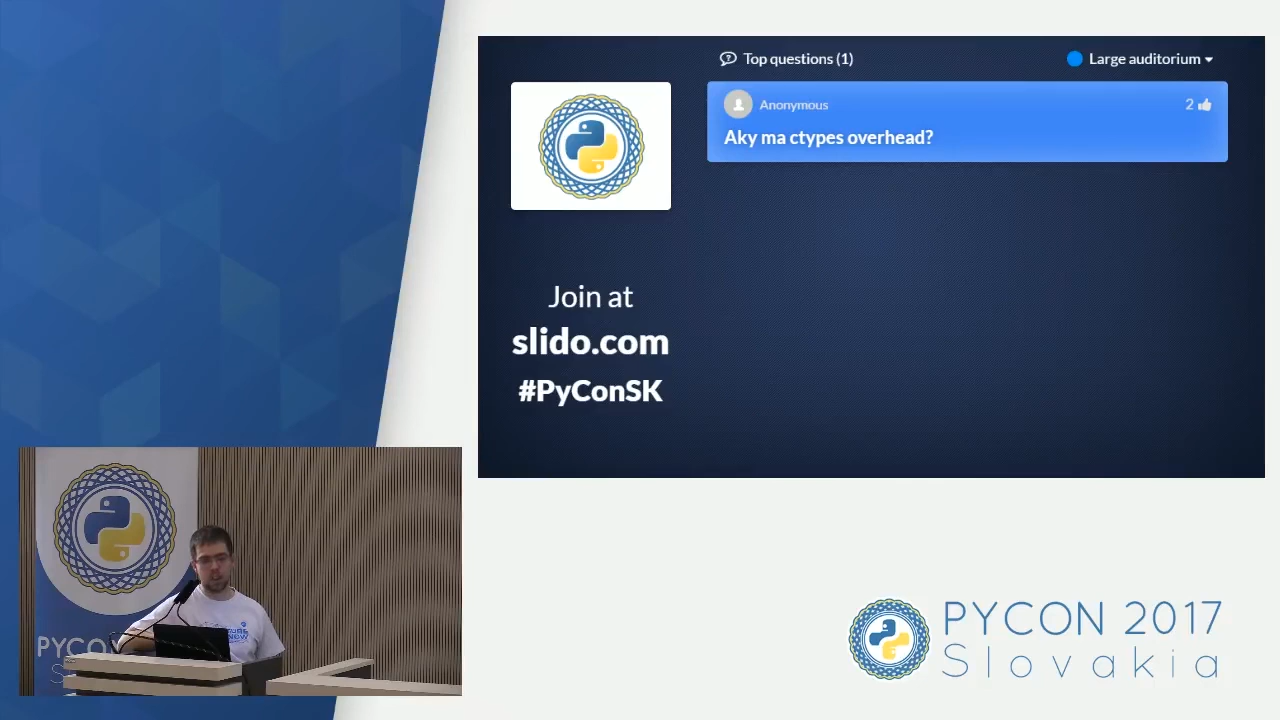 Top questions (1)
Large auditorium
Anonymous
2
Aky ma ctypes overhead?
Join at
slido.com
#PyConSK
PYCON
PYCON 2017
Slovakia